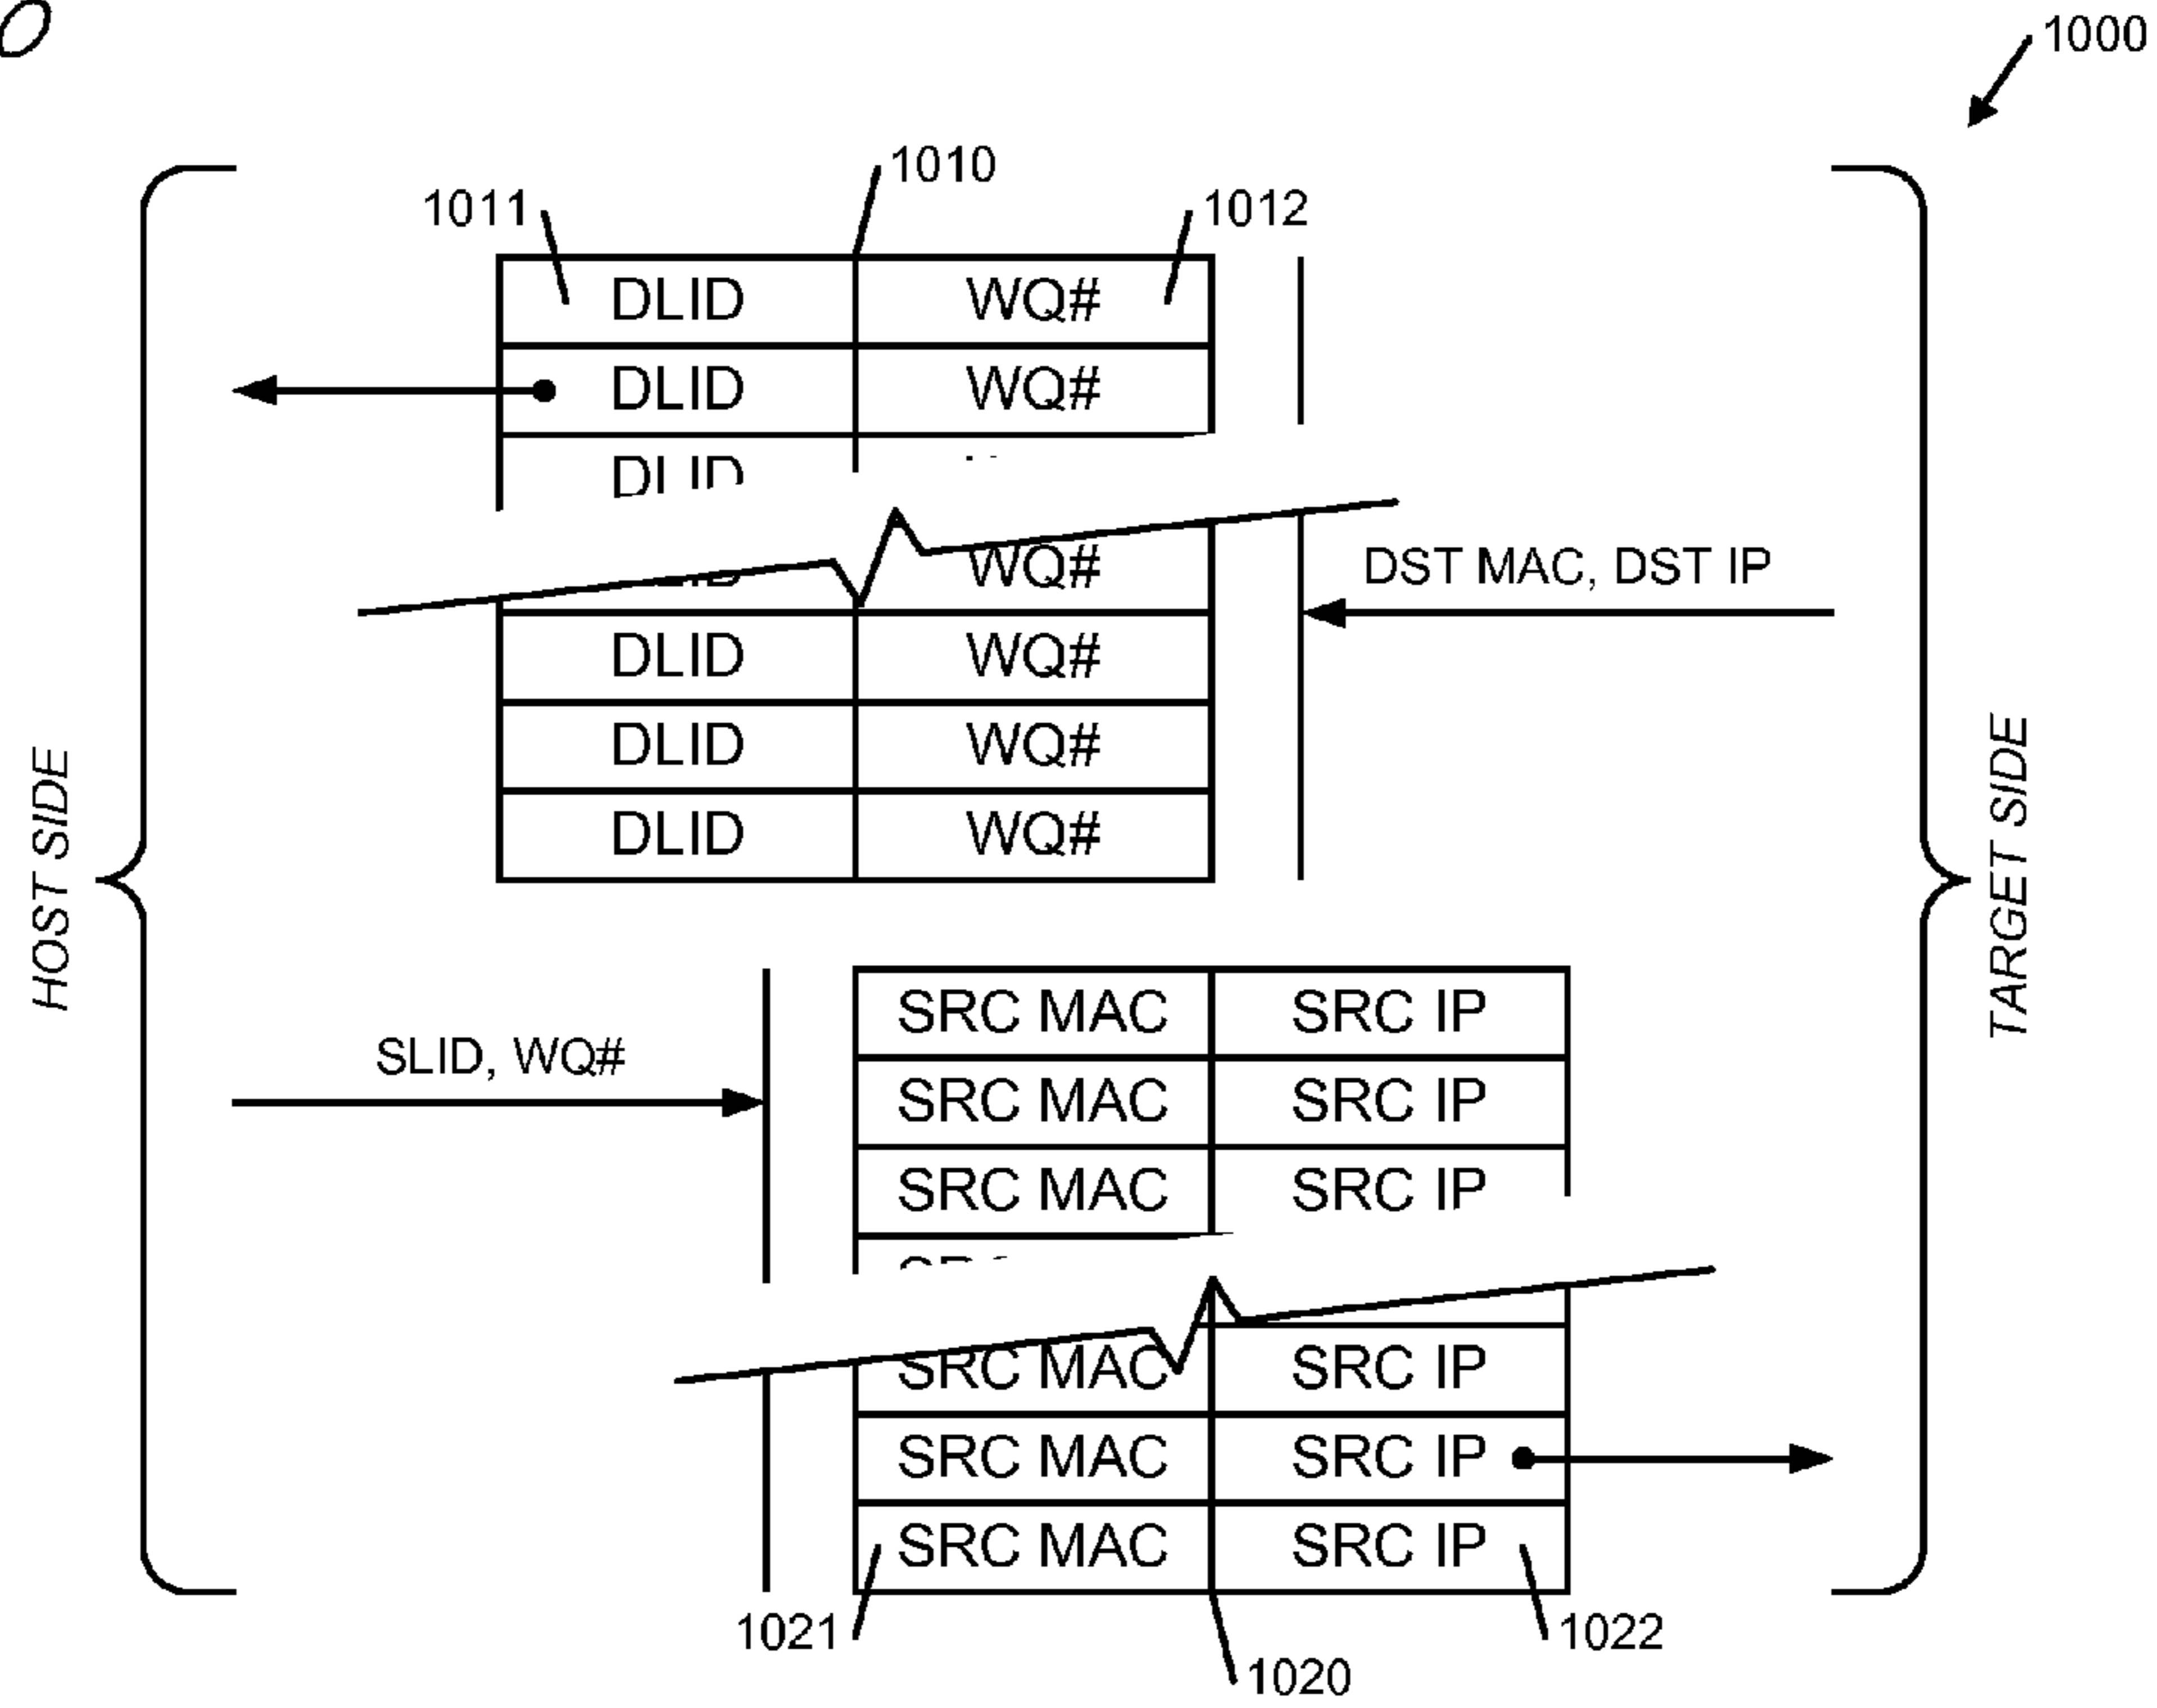 1000
1010
1011
1012
DLID WQ#
DLID WQ#
DLID
WQ#
DST MAC, DST IP
DLID WQ#
DLID WQ#
DLID WQ#
HOST SIDE
TARGET SIDE
SRC MAC SRC IP
SLID, WQ#
SRC MAC SRC IP
SRC MAC SRC IP
SRC MAC SRC IP
SRC MAC SRC IP
SRC MAC SRC IP
1021
1022
1020